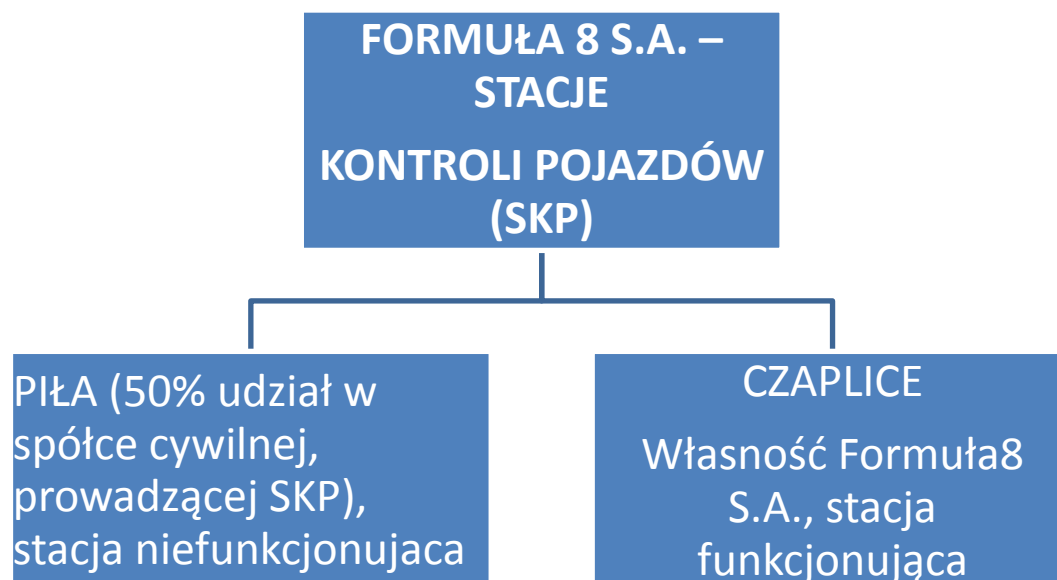 FORMUŁA 8 S.A. –
STACJE
KONTROLI POJAZDÓW
(SKP)
PIŁA (50% udział w
spółce cywilnej,
prowadzącej SKP),
stacja niefunkcjonujaca
CZAPLICE
Własność Formuła8
S.A., stacja
funkcjonująca